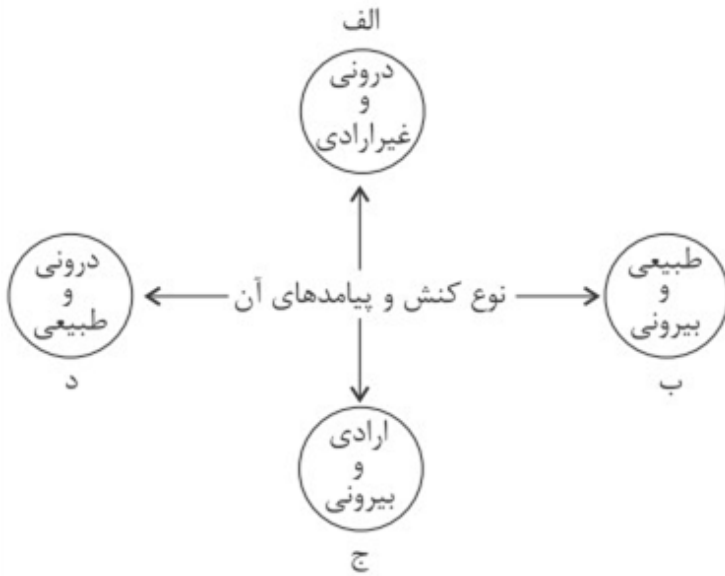 الف
درونی
و
غیرارادی
طبیعی
و
بیرونی
ب
نوع کنش و پیامدهای آن
درونی
و
طبیعی
د
ارادی
و
بیرونی
ج